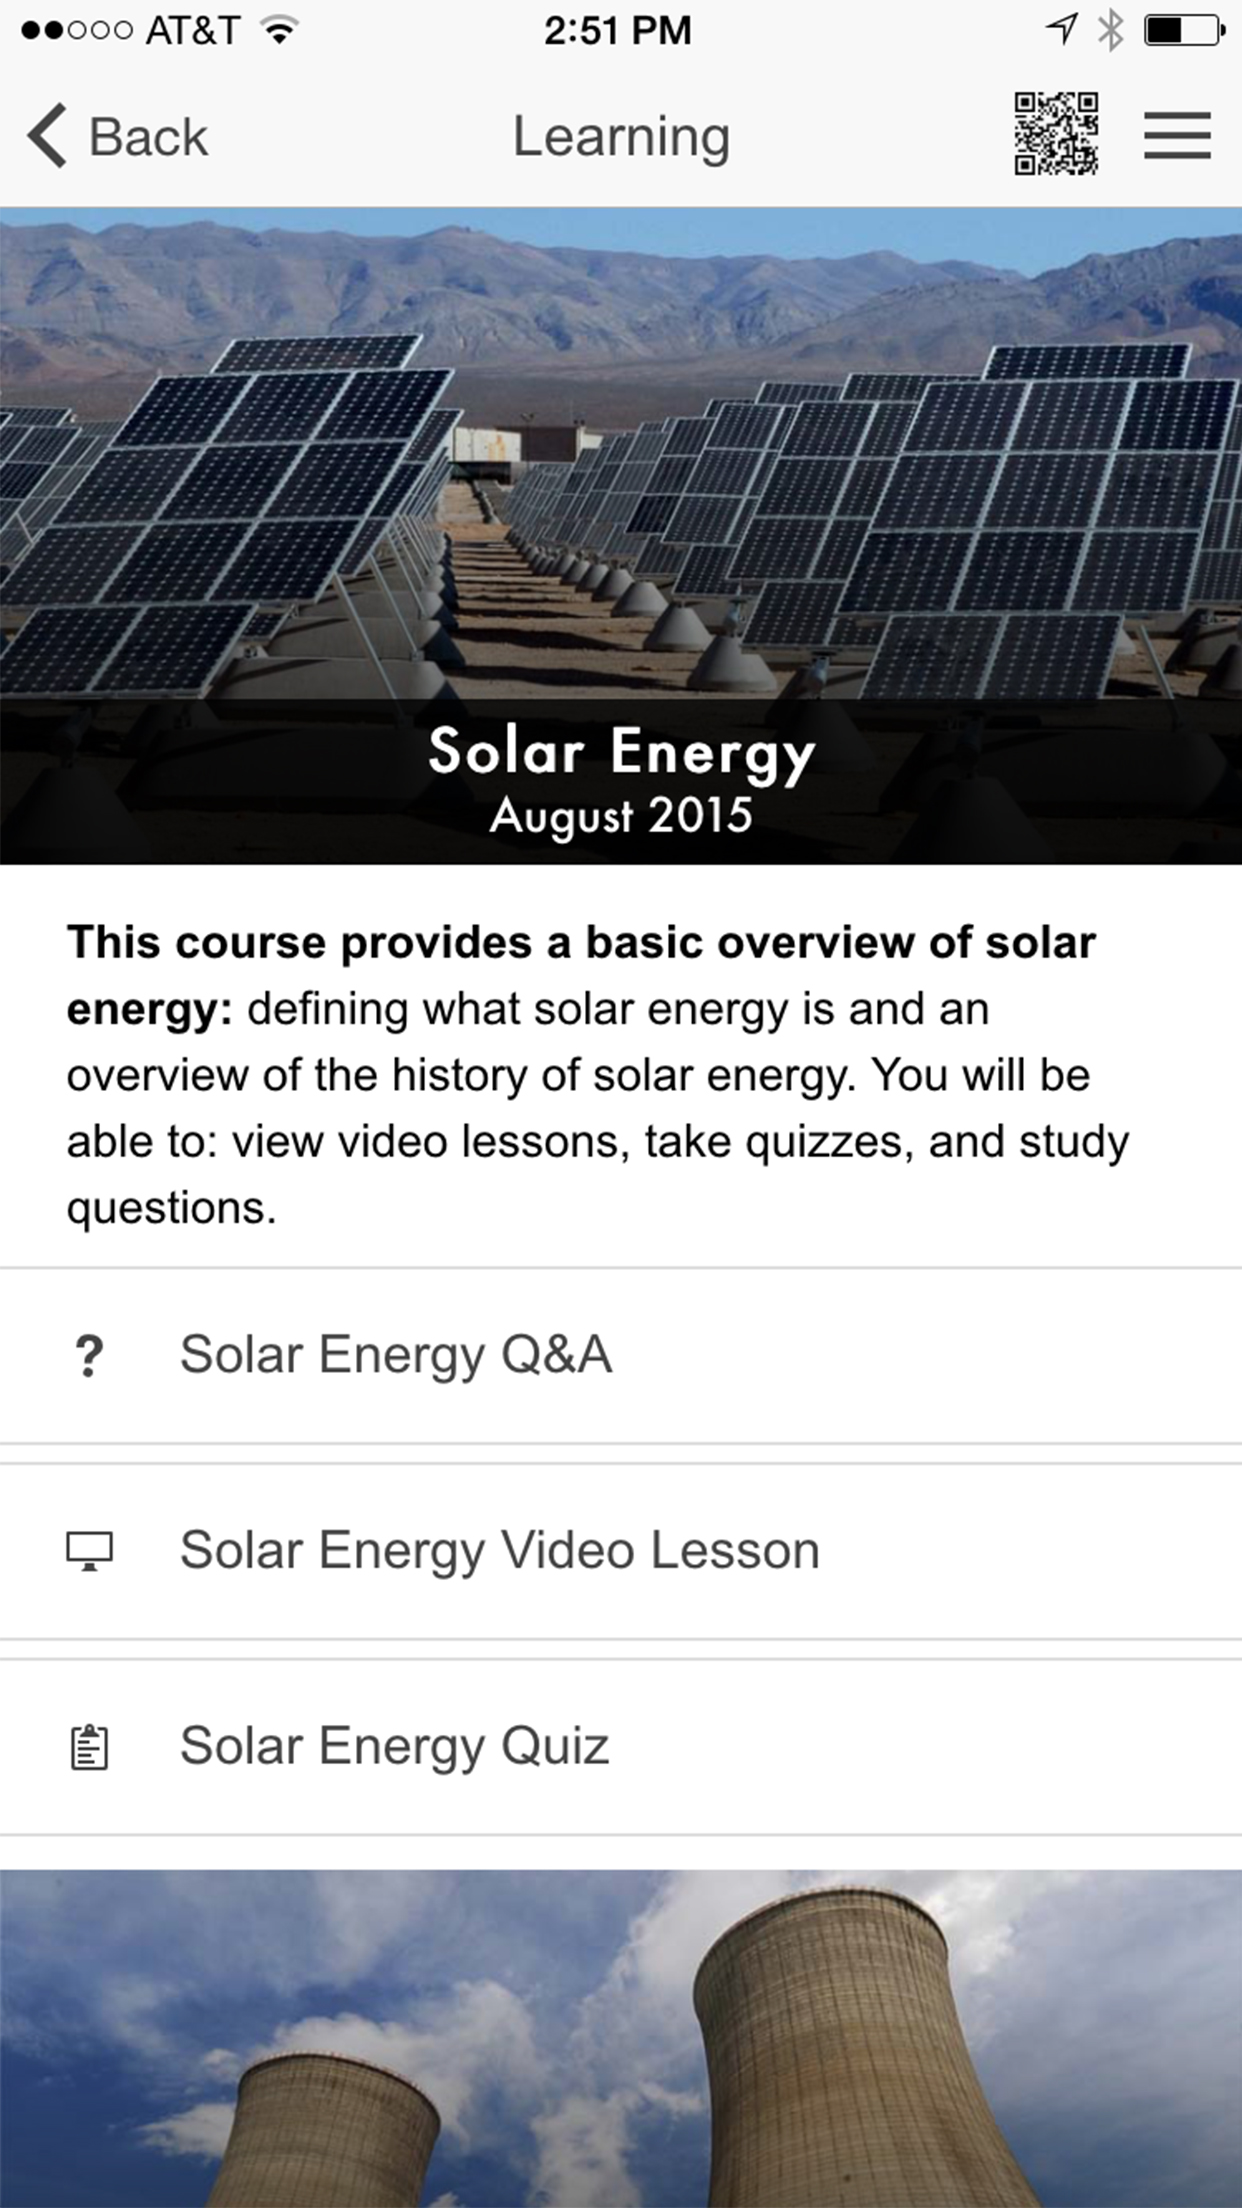 AT&T 2:51 PM
Back Learning
Solar Energy
August 2015
This course provides a basic overview of solar
energy: defining what solar energy is and an
overview of the history of solar energy. You will be
able to: view video lessons, take quizzes, and study
questions.
? Solar Energy Q&A
Solar Energy Video Lesson
Solar Energy Quiz